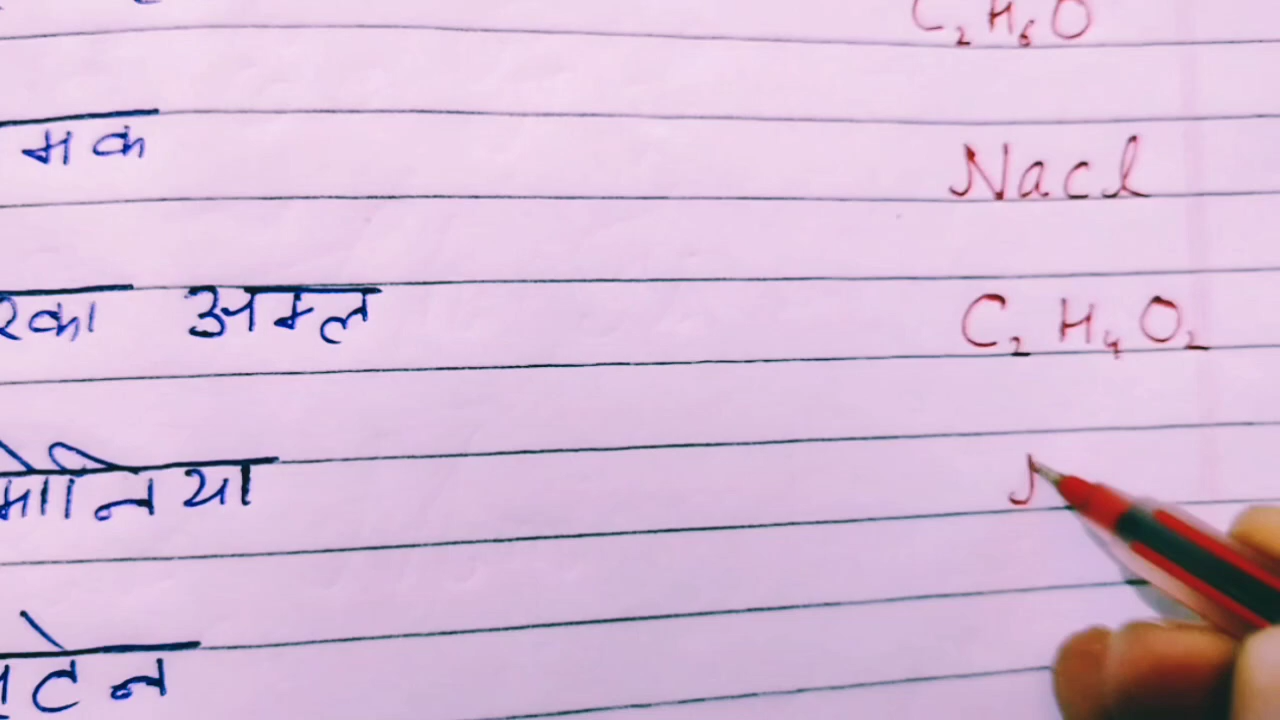 C₂H₆O
मक Nacl
रका अम्ल C₂H₄O₂
मोनिया
टेन